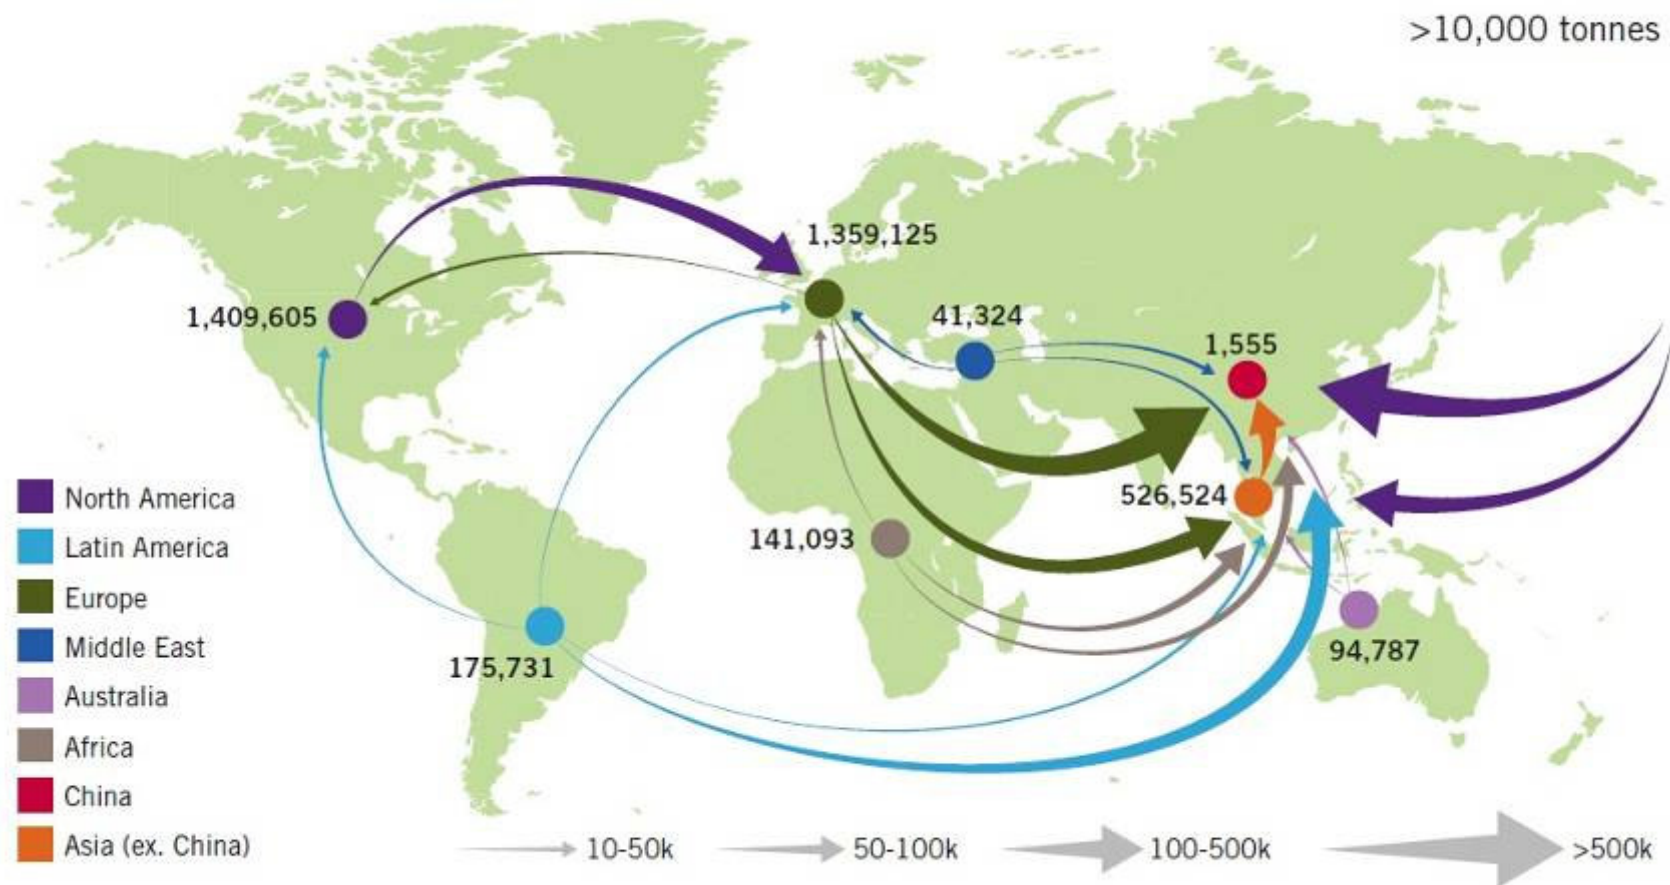 >10,000 tonnes
1,359,125
1,409,605
41,324
1,555
526,524
141,093
175,731
94,787
North America
Latin America
Europe
Middle East
Australia
Africa
China
Asia (ex. China)
10-50k
50-100k
100-500k
>500k